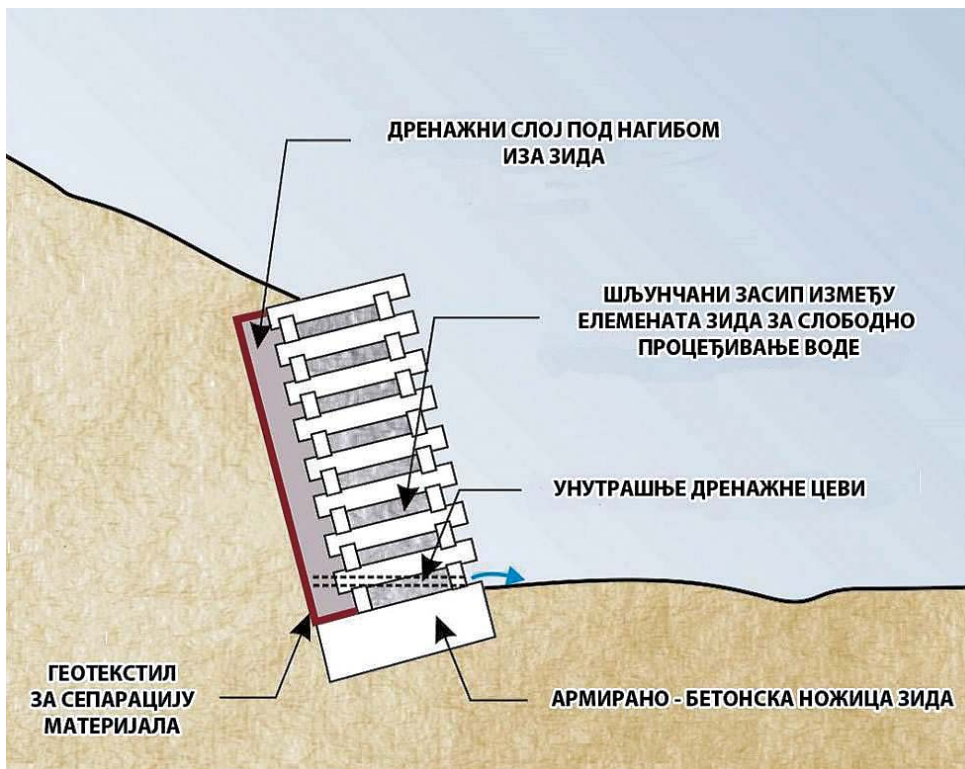 ДРЕНАЖНИ СЛОЈ ПОД НАГИБОМ
ИЗА ЗИДА
ШЉУНЧАНИ ЗАСИП ИЗМЕЂУ
ЕЛЕМЕНАТА ЗИДА ЗА СЛОБОДНО
ПРОЦЕЂИВАЊЕ ВОДЕ
УНУТРАШЊЕ ДРЕНАЖНЕ ЦЕВИ
ГЕОТЕКСТИЛ
ЗА СЕПАРАЦИЈУ
МАТЕРИЈАЛА
АРМИРАНО - БЕТОНСКА НОЖИЦА ЗИДА